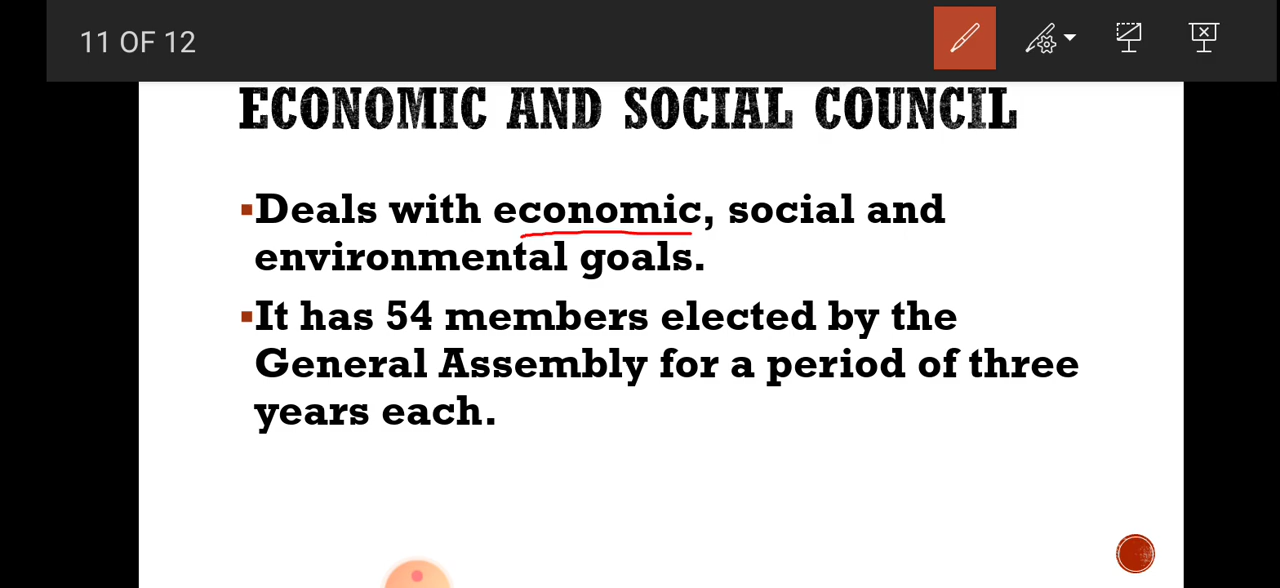 11 OF 12
ECONOMIC AND SOCIAL COUNCIL
▪Deals with economic, social and
environmental goals.
▪It has 54 members elected by the
General Assembly for a period of three
years each.